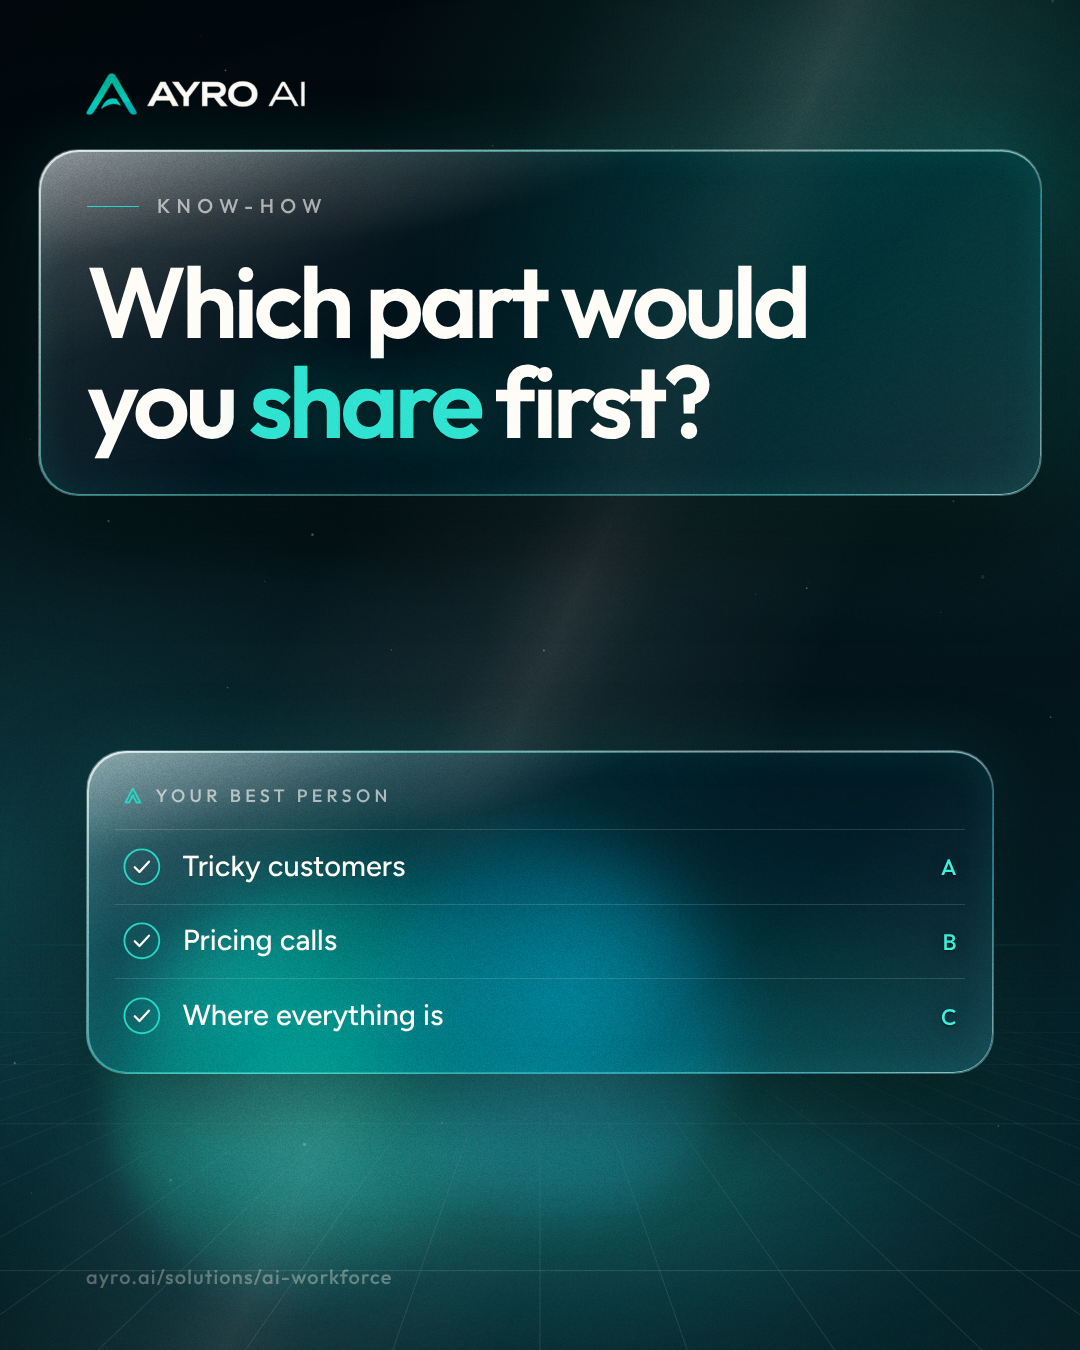 AYRO AI
KNOW-HOW
Which part would
you share first?
YOUR BEST PERSON
Tricky customers A
Pricing calls B
Where everything is C
ayro.ai/solutions/ai-workforce